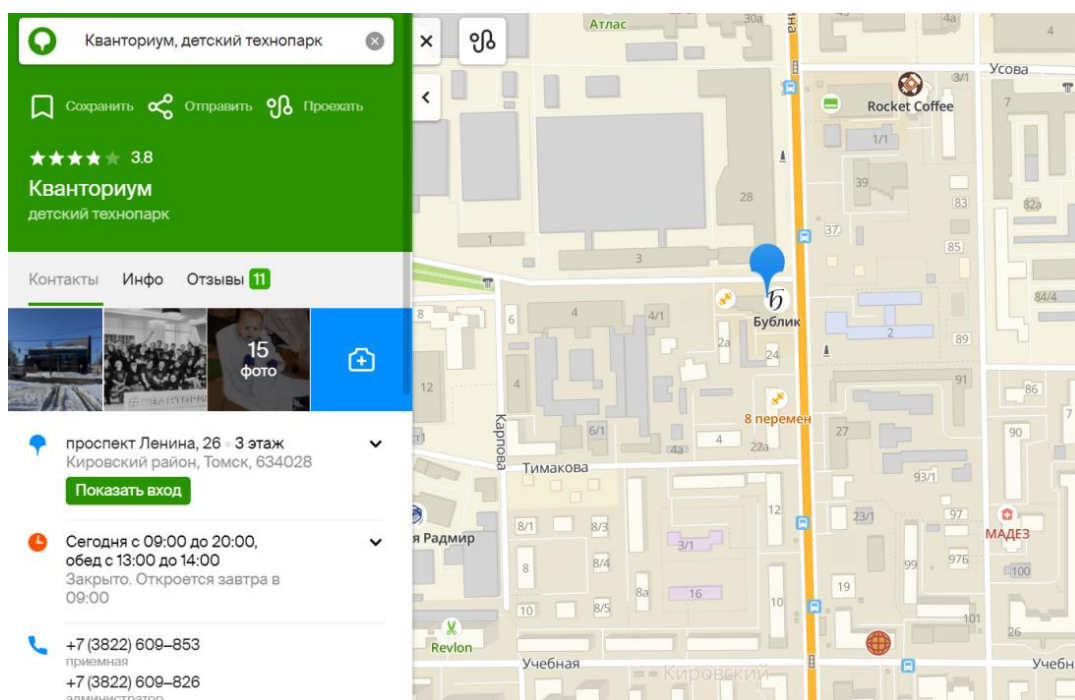 Кванториум, детский технопарк
Сохранить
Отправить
Проехать
3.8
Кванториум
детский технопарк
Контакты
Инфо
Отзывы 11
15
фото
#КВАНТОРИУМ
проспект Ленина, 26 3 этаж
Кировский район, Томск, 634028
Показать вход
Сегодня с 09:00 до 20:00,
обед с 13:00 до 14:00
Закрыто. Откроется завтра в
09:00
+7 (3822) 609–853
приемная
+7 (3822) 609–826
администратор
Атлас
30а
4а
4
Усова
3/1
7
Rocket Coffee
1/1
28
39
83
82а
37
85
1
3
84/4
Б
Бублик
8
6
4
4/1
2а
24
2
89
12
4
91
86
7
8 перемен
Карпова
6/1
4а
4
22а
27
90
Тимакова
93/1
12
8/1
8/3
23/1
97
МАДЕЗ
я Радмир
3/1
8
8/4
99
97б
100
8а
16
19
10
8/5
10
101
26
Revlon
Учебная
Кировский
Учебн